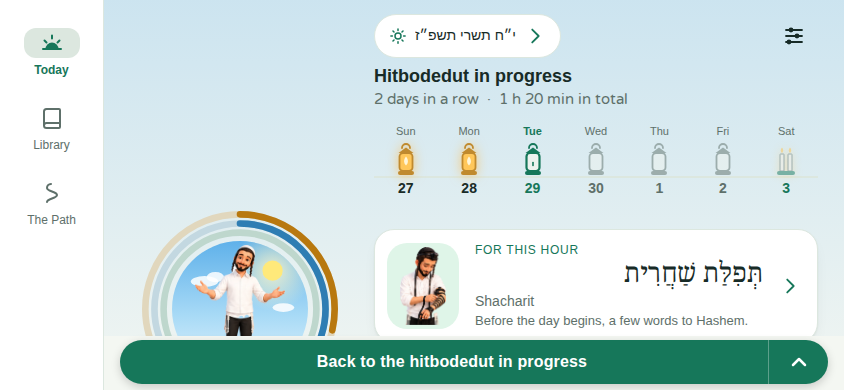 Today
Library
The Path
י״ח תשרי תשפ״ז
Hitbodedut in progress
2 days in a row · 1 h 20 min in total
Sun Mon Tue Wed Thu Fri Sat
27 28 29 30 1 2 3
FOR THIS HOUR
תְּפִלַּת שַׁחֲרִית
Shacharit
Before the day begins, a few words to Hashem.
Back to the hitbodedut in progress